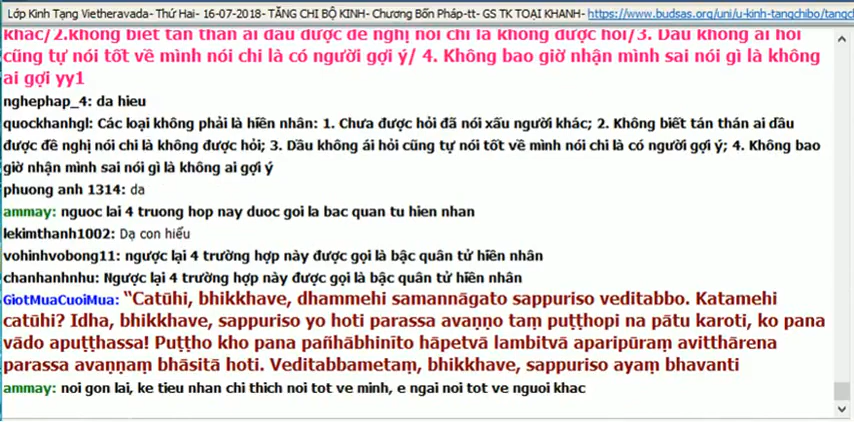 Lớp Kinh Tạng Vietheravada- Thứ Hai- 16-07-2018- TĂNG CHI BỘ KINH- Chương Bốn Pháp-tt- GS TK TOẠI KHANH- https://www.budsas.org/uni/u-kinh-tangchibo/tangc
khác/2.không biết tán thán ai dầu được đề nghị nói chi là không được hỏi/3. Dầu không ai hỏi
cũng tự nói tốt về mình nói chi là có người gợi ý/ 4. Không bao giờ nhận mình sai nói gì là không
ai gợi yy1
nghephap_4: da hieu
quockhanhgl: Các loại không phải là hiền nhân: 1. Chưa được hỏi đã nói xấu người khác; 2. Không biết tán thán ai dầu
được đề nghị nói chi là không được hỏi; 3. Dầu không ái hỏi cũng tự nói tốt về mình nói chi là có người gợi ý; 4. Không bao
giờ nhận mình sai nói gì là không ai gợi ý
phuong anh 1314: da
ammay: nguoc lai 4 truong hop nay duoc goi la bac quan tu hien nhan
lekimthanh1002: Dạ con hiểu
vohinhvobong11: ngược lại 4 trường hợp này được gọi là bậc quân tử hiền nhân
chanhanhnhu: Ngược lại 4 trường hợp này được gọi là bậc quân tử hiền nhân
GiotMuaCuoiMua: “Catūhi, bhikkhave, dhammehi samannāgato sappuriso veditabbo. Katamehi
catūhi? Idha, bhikkhave, sappuriso yo hoti parassa avaṇṇo taṃ puṭṭhopi na pātu karoti, ko pana
vādo apuṭṭhassa! Puṭṭho kho pana pañhābhinīto hāpetvā lambitvā aparipūraṃ avitthārena
parassa avaṇṇaṃ bhāsitā hoti. Veditabbametaṃ, bhikkhave, sappuriso ayaṃ bhavanti
ammay: noi gon lai, ke tieu nhan chi thich noi tot ve minh, e ngai noi tot ve nguoi khac